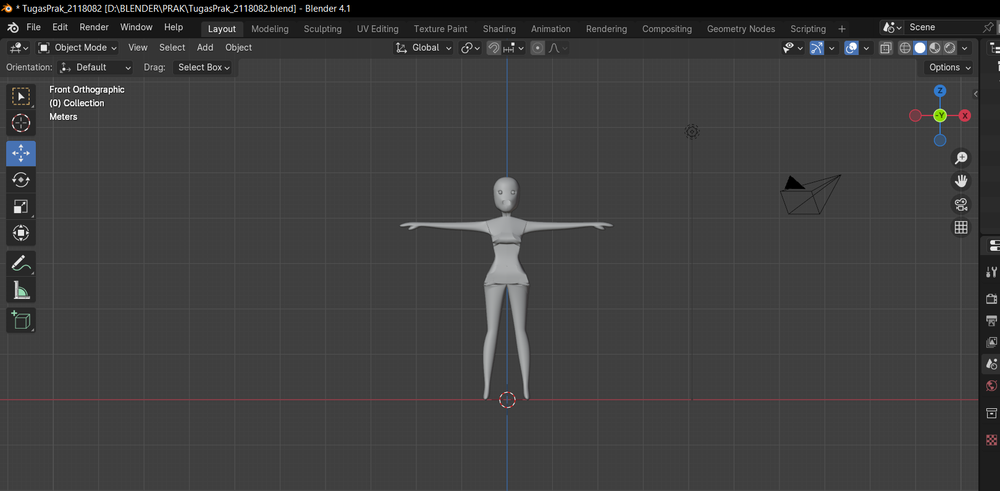 * TugasPrak_2118082 [D:\BLENDER\PRAK\TugasPrak_2118082.blend] - Blender 4.1
File Edit Render Window Help Layout Modeling Sculpting UV Editing Texture Paint Shading Animation Rendering Compositing Geometry Nodes Scripting + Scene
Object Mode View Select Add Object Global
Orientation: Default Drag: Select Box Options
Front Orthographic
(0) Collection
Meters
Z
-Y X